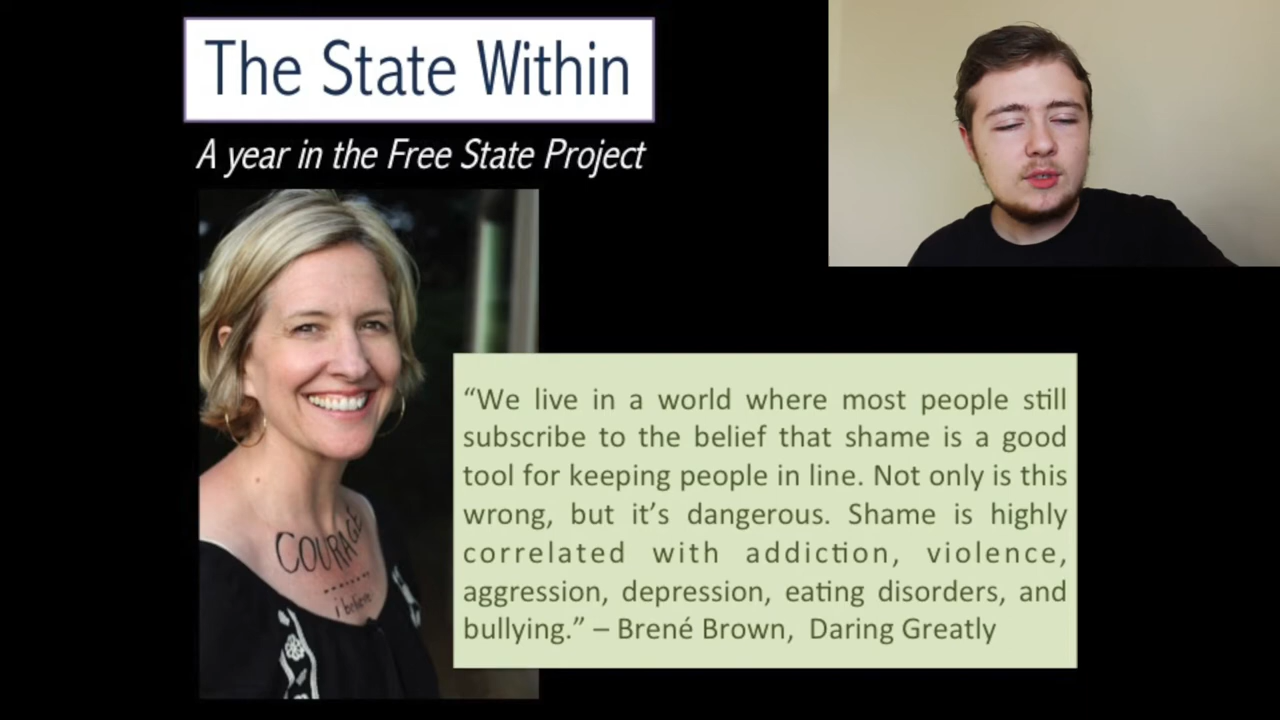 The State Within
A year in the Free State Project
COURAGE
i believe
“We live in a world where most people still
subscribe to the belief that shame is a good
tool for keeping people in line. Not only is this
wrong, but it’s dangerous. Shame is highly
correlated with addiction, violence,
aggression, depression, eating disorders, and
bullying.” – Brené Brown, Daring Greatly